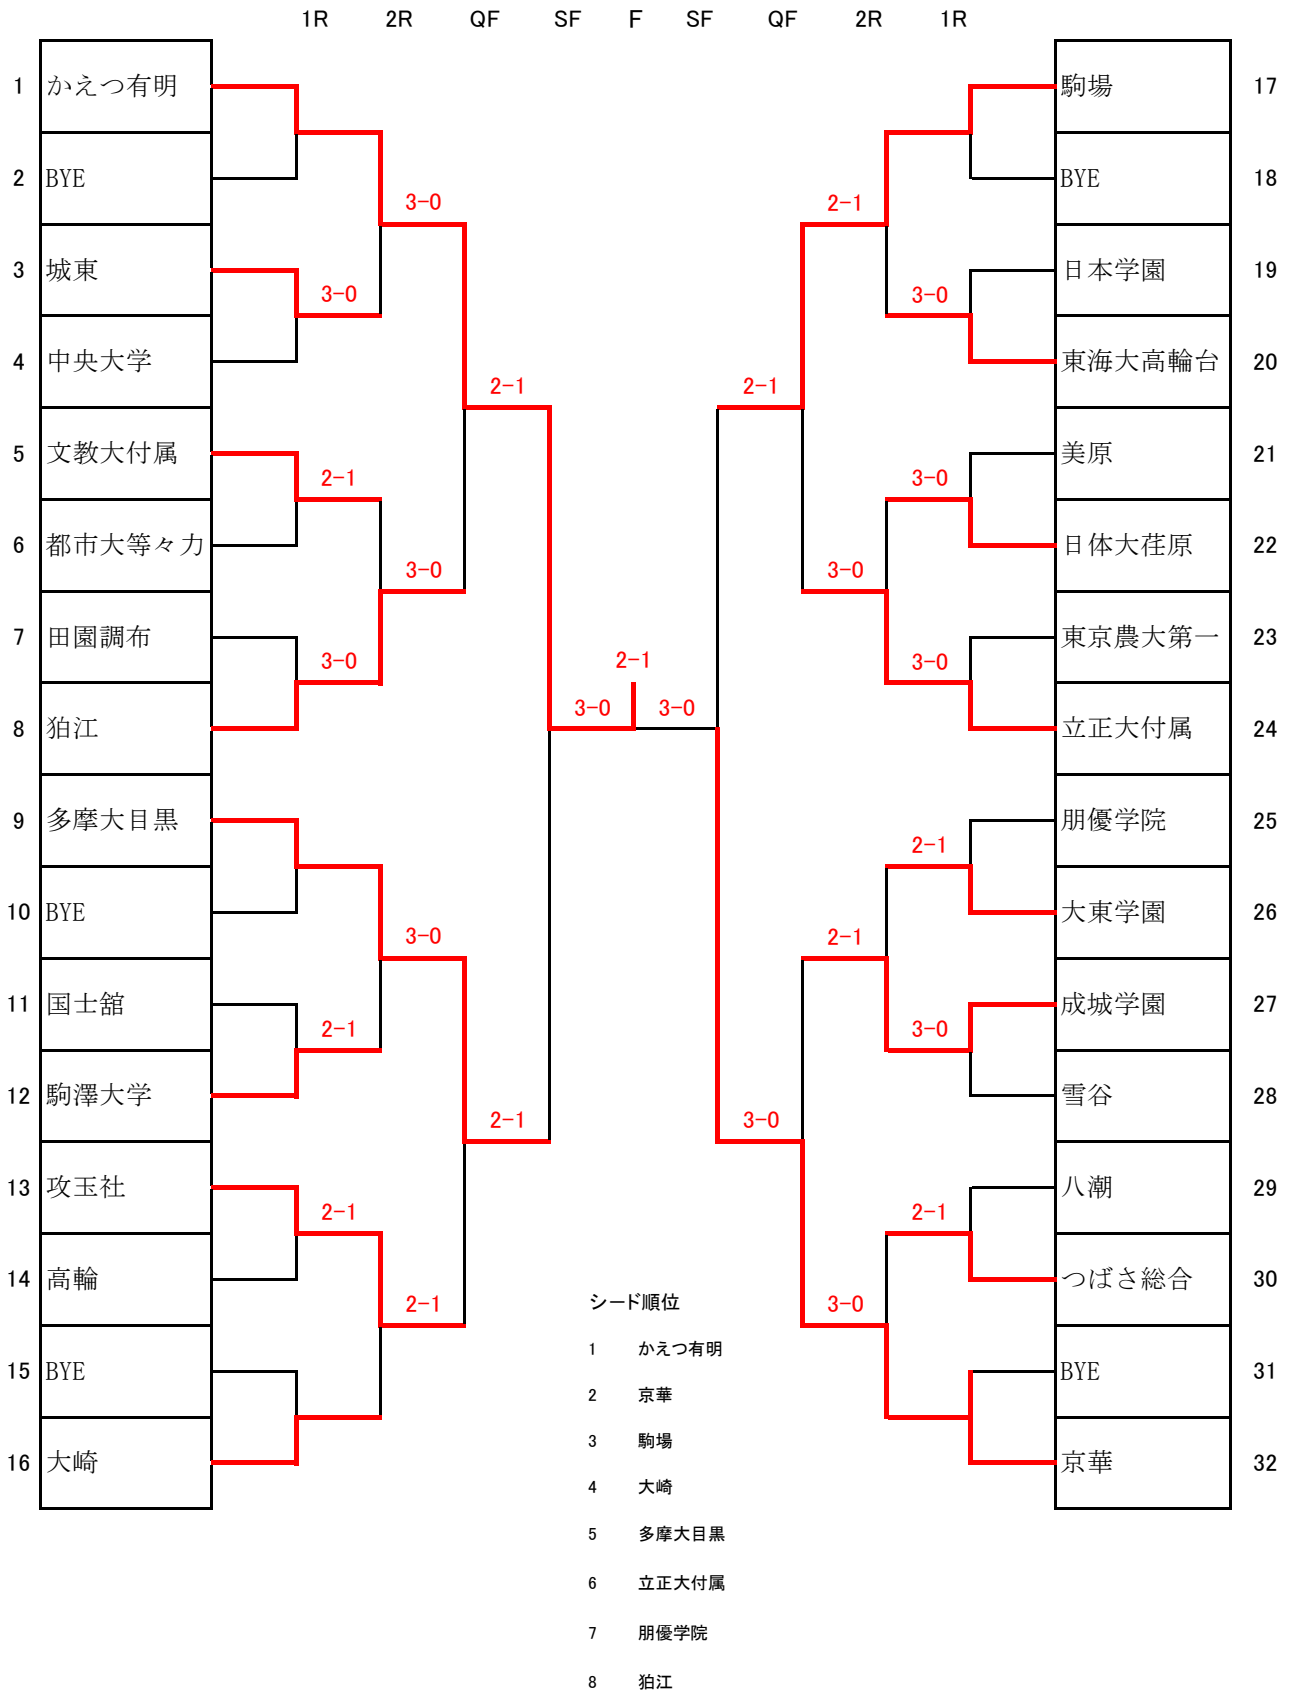 1R 2R QF SF F SF QF 2R 1R
1 かえつ有明 駒場 17
2 BYE BYE 18
3-0 2-1
3 城東 日本学園 19
3-0 3-0
4 中央大学 東海大高輪台 20
2-1 2-1
5 文教大付属 美原 21
2-1 3-0
6 都市大等々力 日体大荏原 22
3-0 3-0
7 田園調布 東京農大第一 23
3-0 2-1 3-0
3-0 3-0
8 狛江 立正大付属 24
9 多摩大目黒 朋優学院 25
2-1
10 BYE 大東学園 26
3-0 2-1
11 国士舘 成城学園 27
2-1 3-0
12 駒澤大学 雪谷 28
2-1 3-0
13 攻玉社 八潮 29
2-1 2-1
14 高輪 つばさ総合 30
2-1 シード順位 3-0
1 かえつ有明
15 BYE BYE 31
2 京華
3 駒場
16 大崎 京華 32
4 大崎
5 多摩大目黒
6 立正大付属
7 朋優学院
8 狛江